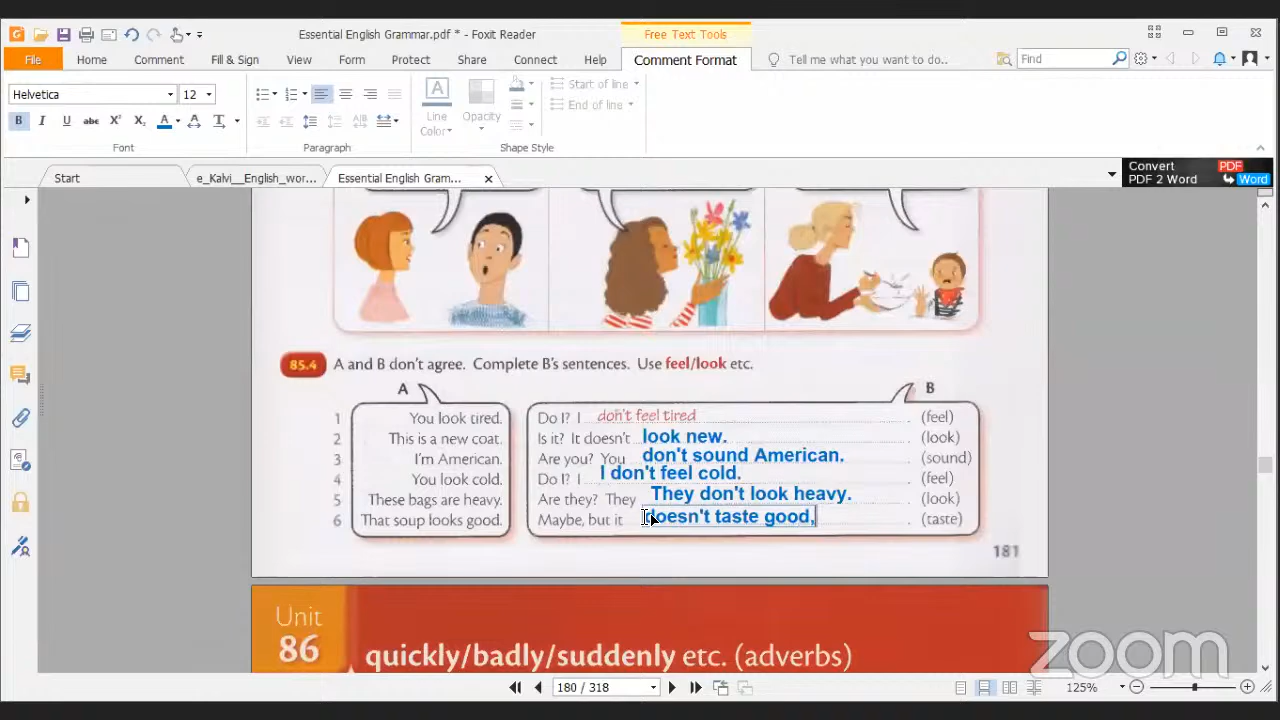 Essential English Grammar.pdf * - Foxit Reader
Free Text Tools
File Home Comment Fill & Sign View Form Protect Share Connect Help Comment Format Tell me what you want to do.. Find
Helvetica 12
Line Color
Opacity
Start of line
End of line
Font Paragraph Shape Style
Start e_Kalvi__English_wor... Essential English Gram...
Convert PDF
PDF 2 Word Word
85.4 A and B don't agree. Complete B's sentences. Use feel/look etc.
A B
1 You look tired. Do I? I don't feel tired (feel)
2 This is a new coat. Is it? It doesn't look new. (look)
3 I'm American. Are you? You don't sound American. (sound)
4 You look cold. Do I? I I don't feel cold. (feel)
5 These bags are heavy. Are they? They They don't look heavy. (look)
6 That soup looks good. Maybe, but it doesn't taste good, (taste)
181
Unit
86 quickly/badly/suddenly etc. (adverbs)
zoom
180 / 318 125%